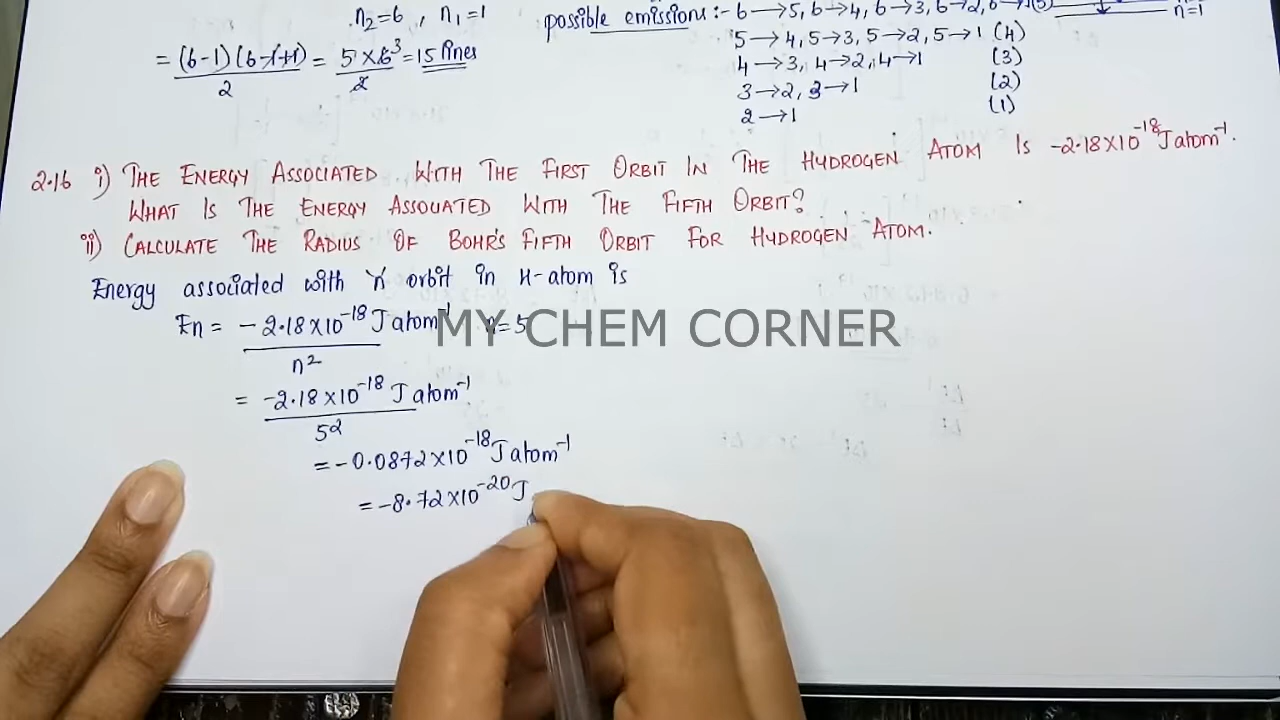 n₂=6 , n₁=1
possible emissions :- 6→5, 6→4, 6→3, 6→2, 6→1(5)
n=1
= (6-1)(6-1+1)/2 = 5×6³/2 = 15 lines
5→4, 5→3, 5→2, 5→1 (4)
4→3, 4→2, 4→1 (3)
3→2, 3→1 (2)
2→1 (1)
2.16 i) THE ENERGY ASSOCIATED WITH THE FIRST ORBIT IN THE HYDROGEN ATOM IS -2.18×10⁻¹⁸ J atom⁻¹.
WHAT IS THE ENERGY ASSOCIATED WITH THE FIFTH ORBIT?
ii) CALCULATE THE RADIUS OF BOHR'S FIFTH ORBIT FOR HYDROGEN ATOM.
Energy associated with 'n' orbit in H-atom is
En = -2.18×10⁻¹⁸ J atom⁻¹/n² n=5
MY CHEM CORNER
= -2.18×10⁻¹⁸ J atom⁻¹/5²
= -0.0872×10⁻¹⁸ J atom⁻¹
= -8.72×10⁻²⁰ J